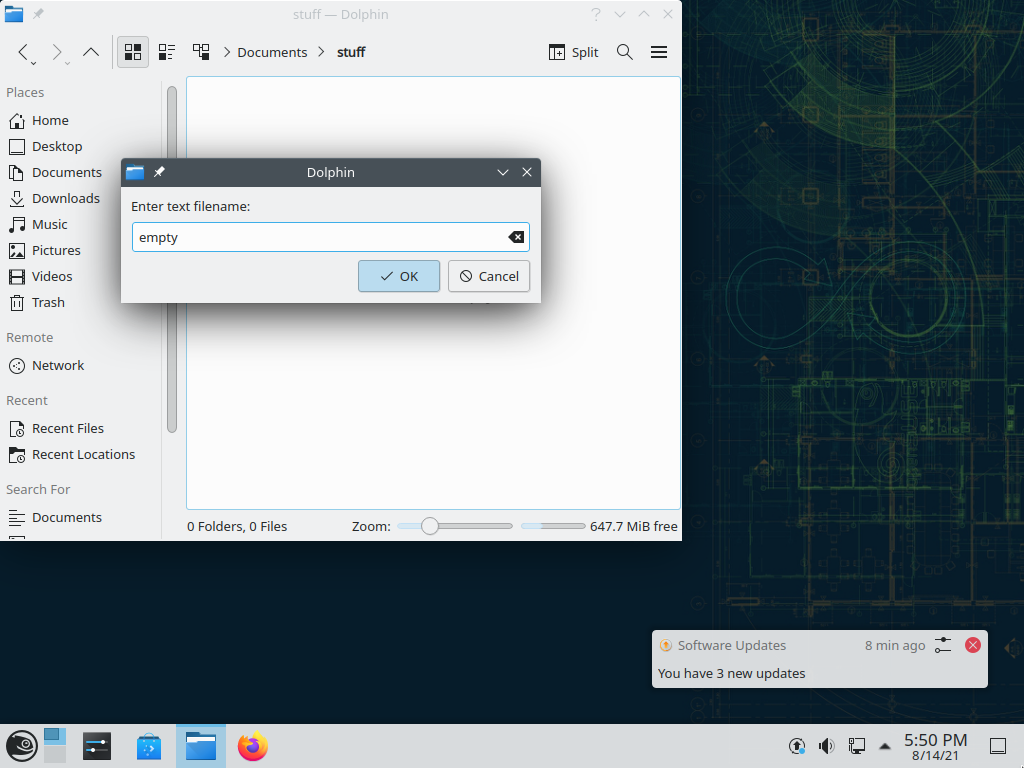 stuff — Dolphin
Documents
stuff
Split
Places
Home
Desktop
Documents
Downloads
Music
Pictures
Videos
Trash
Remote
Network
Recent
Recent Files
Recent Locations
Search For
Documents
Dolphin
Enter text filename:
empty
OK
Cancel
0 Folders, 0 Files
Zoom:
647.7 MiB free
Software Updates
8 min ago
You have 3 new updates
5:50 PM
8/14/21